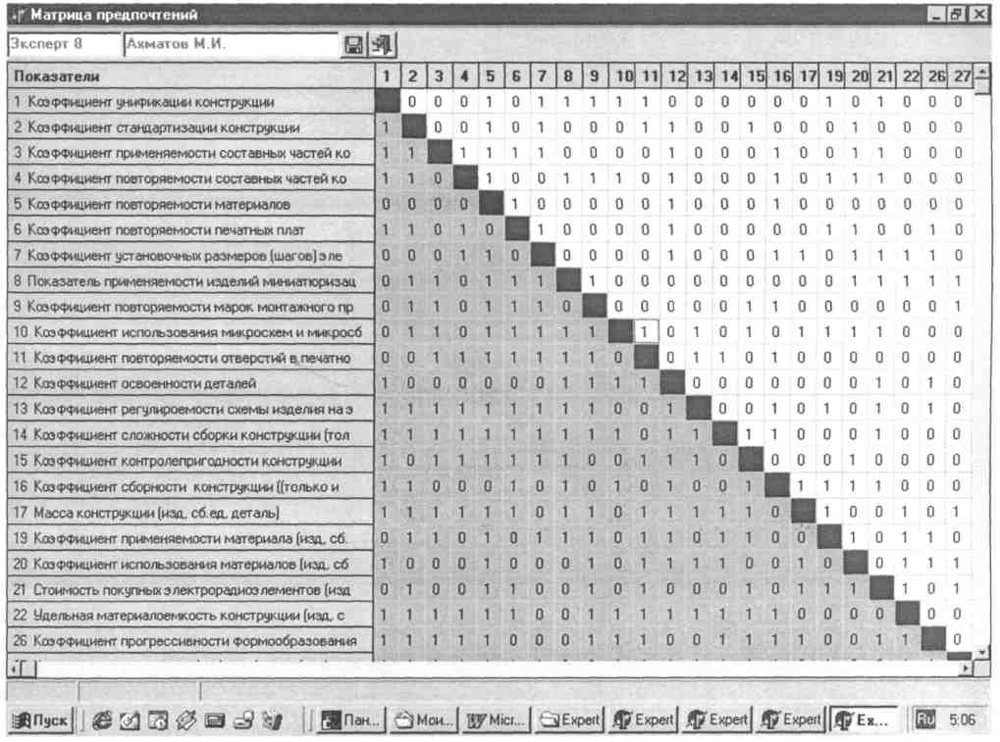 Матрица предпочтений
Эксперт 8 Ахматов М.И.
Показатели 1 2 3 4 5 6 7 8 9 10 11 12 13 14 15 16 17 19 20 21 22 26 27
1 Коэффициент унификации конструкции 0 0 0 1 0 1 1 1 1 1 0 0 0 0 0 0 1 0 1 0 0 0
2 Коэффициент стандартизации конструкции 1 0 0 1 0 1 0 0 0 1 1 0 0 1 0 0 0 1 0 0 0 0
3 Коэффициент применяемости составных частей ко 1 1 1 1 1 1 0 0 0 0 1 0 0 0 1 0 0 1 1 0 0 0
4 Коэффициент повторяемости составных частей ко 1 1 0 1 0 0 1 1 1 0 1 0 0 0 1 0 1 1 1 0 0 0
5 Коэффициент повторяемости материалов 0 0 0 0 1 0 0 0 0 0 1 0 0 0 1 0 0 0 0 0 0 0
6 Коэффициент повторяемости печатных плат 1 1 0 1 0 1 0 0 0 0 1 0 0 0 0 0 1 1 0 0 1 0
7 Коэффициент установочных размеров (шагов) эле 0 0 0 1 1 0 0 0 0 0 1 0 0 0 1 1 0 1 1 1 1 0
8 Показатель применяемости изделий миниатюризац 0 1 1 0 1 1 1 1 0 0 0 0 0 0 0 0 0 1 1 1 1 1
9 Коэффициент повторяемости марок монтажного пр 0 1 1 0 1 1 1 0 0 0 0 0 0 0 0 0 0 0 0 0 0 1
10 Коэффициент использования микросхем и микросб 0 1 1 0 1 1 1 1 1 1 0 1 0 1 0 1 1 1 0 0 0 0
11 Коэффициент повторяемости отверстий в печатно 0 0 1 1 1 1 1 1 1 0 0 1 1 0 1 0 0 0 0 0 0 0
12 Коэффициент освоенности деталей 1 0 0 0 0 0 0 1 1 1 1 0 0 0 0 0 0 0 1 0 1 0
13 Коэффициент регулироемости схемы изделия на э 1 1 1 1 1 1 1 1 1 0 0 1 0 0 1 0 1 0 0 0 1 0
14 Коэффициент сложности сборки конструкции (тол 1 1 1 1 1 1 1 1 1 1 0 1 1 1 1 0 0 0 1 0 0 0
15 Коэффициент контролепригодности конструкции 1 0 1 1 1 1 1 1 1 0 1 1 1 0 0 0 0 1 0 0 0 0
16 Коэффициент сборности конструкции ((только и 1 1 0 0 0 1 0 1 1 1 0 1 0 0 1 1 1 1 1 0 0 0
17 Масса конструкции (изд, сб.ед, деталь) 1 1 1 1 1 1 0 1 1 0 1 1 1 1 1 0 1 0 0 1 0 1
19 Коэффициент применяемости материала (изд, сб. 0 1 1 0 1 0 1 1 1 0 1 1 0 1 1 0 0 1 0 1 1 0
20 Коэффициент использования материалов (изд, сб 1 0 0 0 1 0 0 0 1 0 1 1 1 1 0 0 1 0 0 1 1 1
21 Стоимость покупных электрорадиоэлементов (изд 0 1 0 0 1 1 0 0 1 1 1 0 1 0 1 0 1 1 1 1 0 1
22 Удельная материалоемкость конструкции (изд, с 1 1 1 1 1 1 0 0 1 1 1 1 1 1 1 1 0 0 0 0 0 0
26 Коэффициент прогрессивности формообразования 1 1 1 1 1 0 0 0 1 1 1 0 0 1 1 1 1 0 0 1 1 0
Пуск Пан... Мои... Micr... Expert Expert Expert Expert Ex... Ru 5:06